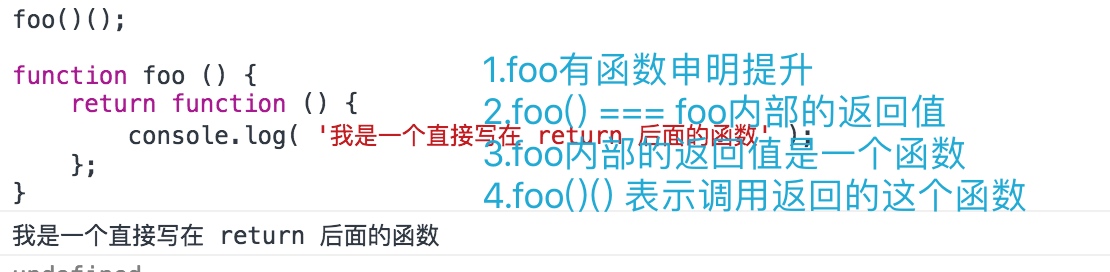 foo()();
function foo () {
return function () {
console.log( '我是一个直接写在 return 后面的函数' );
};
}
1.foo有函数申明提升
2.foo() === foo内部的返回值
3.foo内部的返回值是一个函数
4.foo()() 表示调用返回的这个函数
我是一个直接写在 return 后面的函数